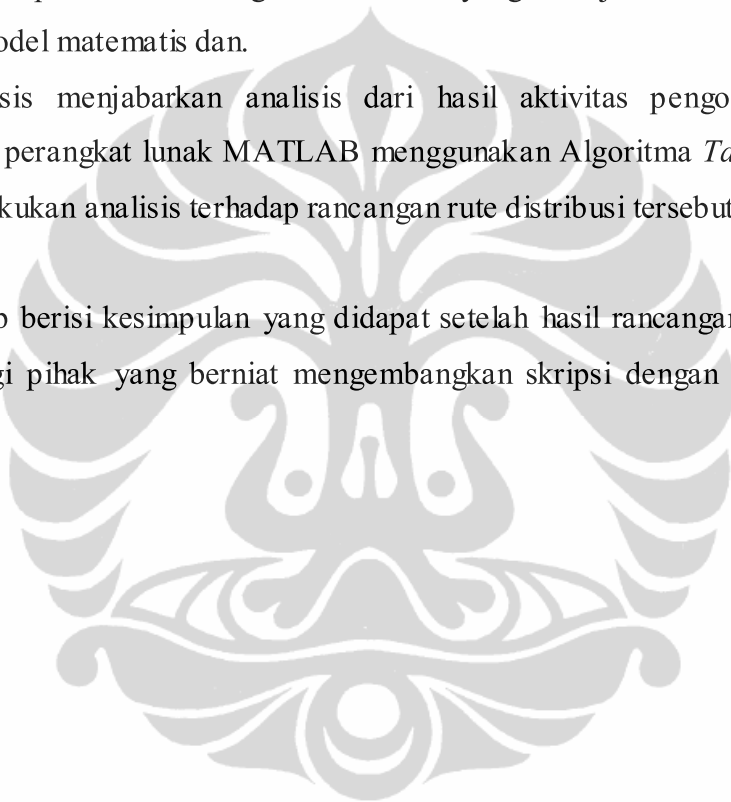 odel matematis dan.
sis menjabarkan analisis dari hasil aktivitas pengo
perangkat lunak MATLAB menggunakan Algoritma Ta
kukan analisis terhadap rancangan rute distribusi tersebut
berisi kesimpulan yang didapat setelah hasil rancangan
gi pihak yang berniat mengembangkan skripsi dengan